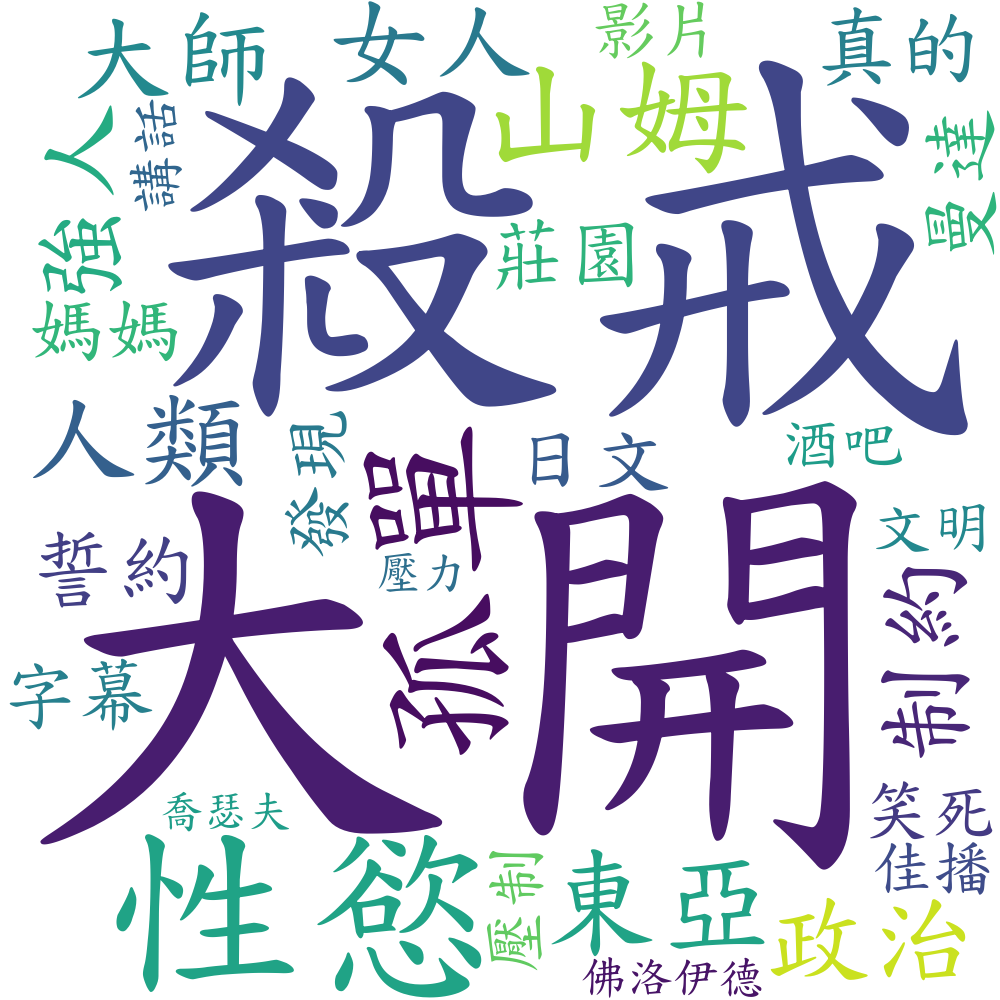 大師
女人
影片
真的
殺戒
山姆
講話
強人
曼達
莊園
媽媽
人類
發現
孤單
日文
酒吧
大開
文明
誓約
壓力
制約
字幕
喬瑟夫
笑死
性慾
壓制
東亞
佳播
政治
佛洛伊德